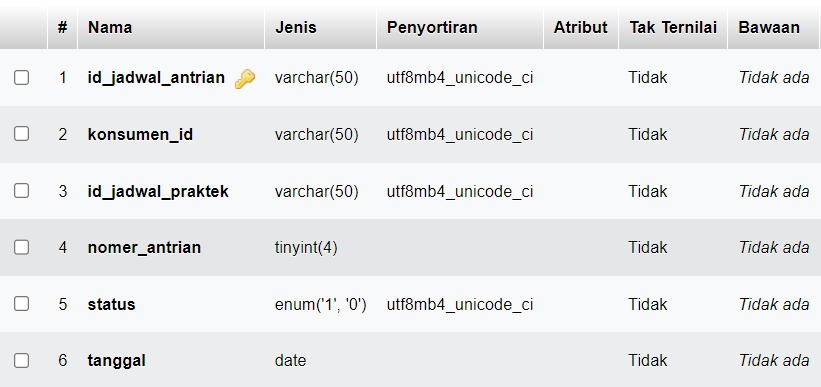 # Nama Jenis Penyortiran Atribut Tak Ternilai Bawaan
1 id_jadwal_antrian varchar(50) utf8mb4_unicode_ci Tidak Tidak ada
2 konsumen_id varchar(50) utf8mb4_unicode_ci Tidak Tidak ada
3 id_jadwal_praktek varchar(50) utf8mb4_unicode_ci Tidak Tidak ada
4 nomer_antrian tinyint(4) Tidak Tidak ada
5 status enum('1', '0') utf8mb4_unicode_ci Tidak Tidak ada
6 tanggal date Tidak Tidak ada